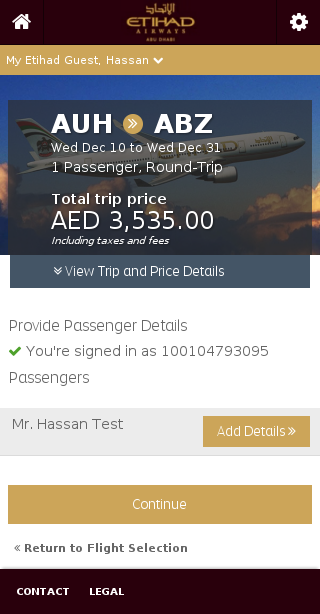 الإتحاد
ETIHAD
AIRWAYS
ABU DHABI
My Etihad Guest, Hassan
AUH ABZ
Wed Dec 10 to Wed Dec 31
1 Passenger, Round-Trip
Total trip price
AED 3,535.00
Including taxes and fees
View Trip and Price Details
Provide Passenger Details
You're signed in as 100104793095
Passengers
Mr. Hassan Test
Add Details »
Continue
« Return to Flight Selection
CONTACT LEGAL